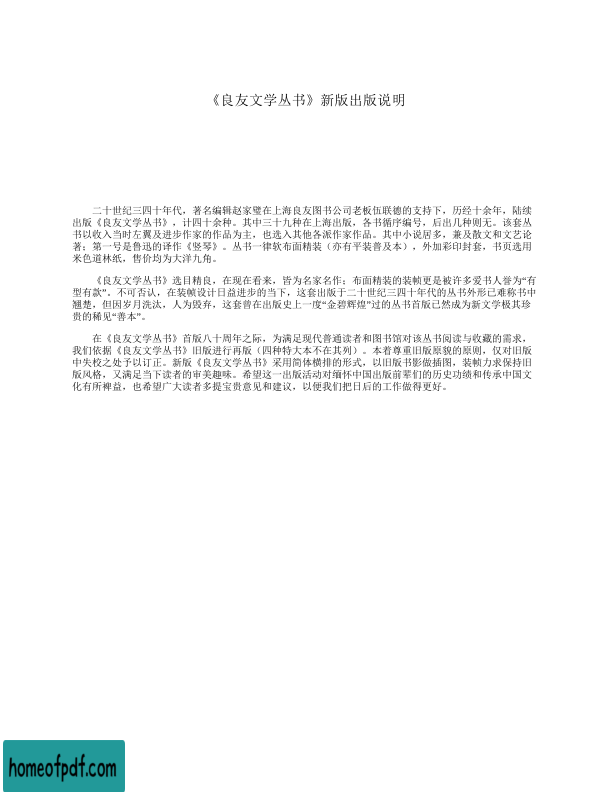 《良友文学丛书》新版出版说明
二十世纪三四十年代，著名编辑赵家璧在上海良友图书公司老板伍联德的支持下，历经十余年，陆续
出版《良友文学丛书》，计四十余种。其中三十九种在上海出版，各书循序编号，后出几种则无。该套丛
书以收入当时左翼及进步作家的作品为主，也选入其他各派作家作品。其中小说居多，兼及散文和文艺论
著；第一号是鲁迅的译作《竖琴》。丛书一律软布面精装（亦有平装普及本），外加彩印封套，书页选用
米色道林纸，售价均为大洋九角。
《良友文学丛书》选目精良，在现在看来，皆为名家名作；布面精装的装帧更是被许多爱书人誉为“有
型有款”。不可否认，在装帧设计日益进步的当下，这套出版于二十世纪三四十年代的丛书外形已难称书中
翘楚，但因岁月洗汰，人为毁弃，这套曾在出版史上一度“金碧辉煌”过的丛书首版已然成为新文学极其珍
贵的稀见“善本”。
在《良友文学丛书》首版八十周年之际，为满足现代普通读者和图书馆对该丛书阅读与收藏的需求，
我们依据《良友文学丛书》旧版进行再版（四种特大本不在其列）。本着尊重旧版原貌的原则，仅对旧版
中失校之处予以订正。新版《良友文学丛书》采用简体横排的形式，以旧版书影做插图，装帧力求保持旧
版风格，又满足当下读者的审美趣味。希望这一出版活动对缅怀中国出版前辈们的历史功绩和传承中国文
化有所裨益，也希望广大读者多提宝贵意见和建议，以便我们把日后的工作做得更好。
homeofpdf.com